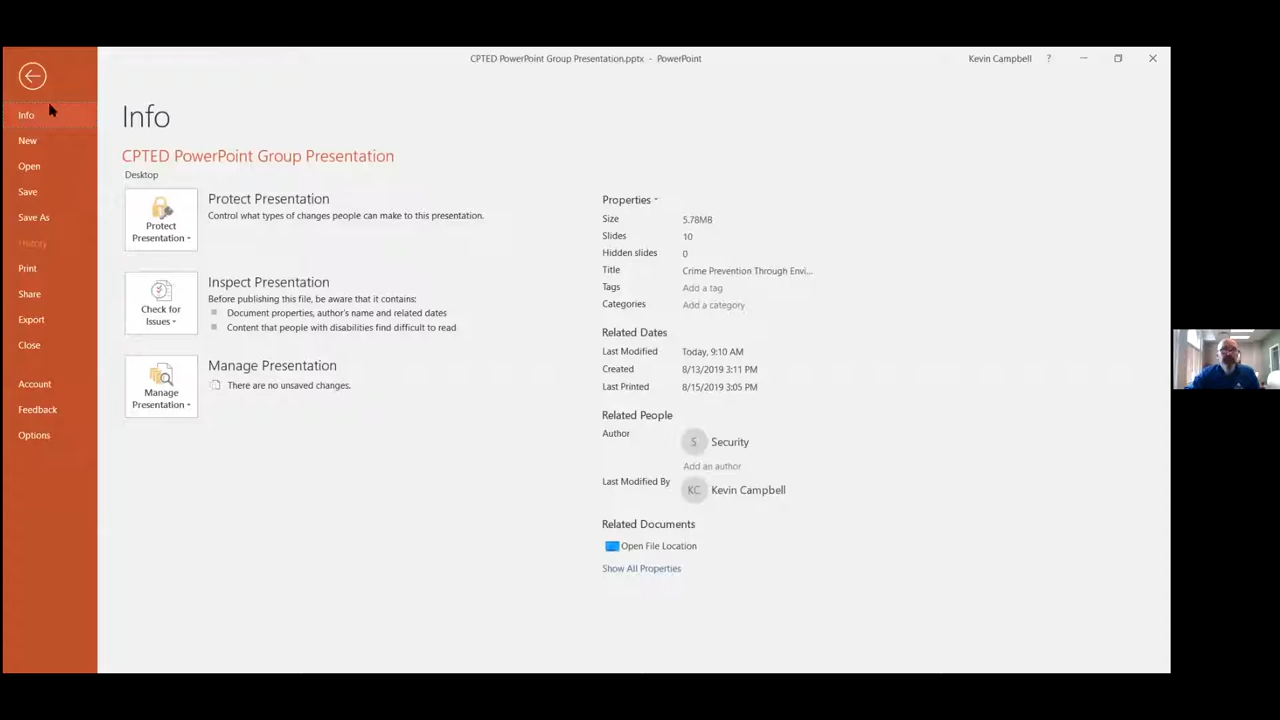 CPTED PowerPoint Group Presentation.pptx - PowerPoint
Kevin Campbell
?
Info
New
Open
Save
Save As
History
Print
Share
Export
Close
Account
Feedback
Options
Info
CPTED PowerPoint Group Presentation
Desktop
Protect Presentation
Protect Presentation
Control what types of changes people can make to this presentation.
Check for Issues
Inspect Presentation
Before publishing this file, be aware that it contains:
Document properties, author's name and related dates
Content that people with disabilities find difficult to read
Manage Presentation
Manage Presentation
There are no unsaved changes.
Properties
Size 5.78MB
Slides 10
Hidden slides 0
Title Crime Prevention Through Envi...
Tags Add a tag
Categories Add a category
Related Dates
Last Modified Today, 9:10 AM
Created 8/13/2019 3:11 PM
Last Printed 8/15/2019 3:05 PM
Related People
Author S Security
Add an author
Last Modified By KC Kevin Campbell
Related Documents
Open File Location
Show All Properties